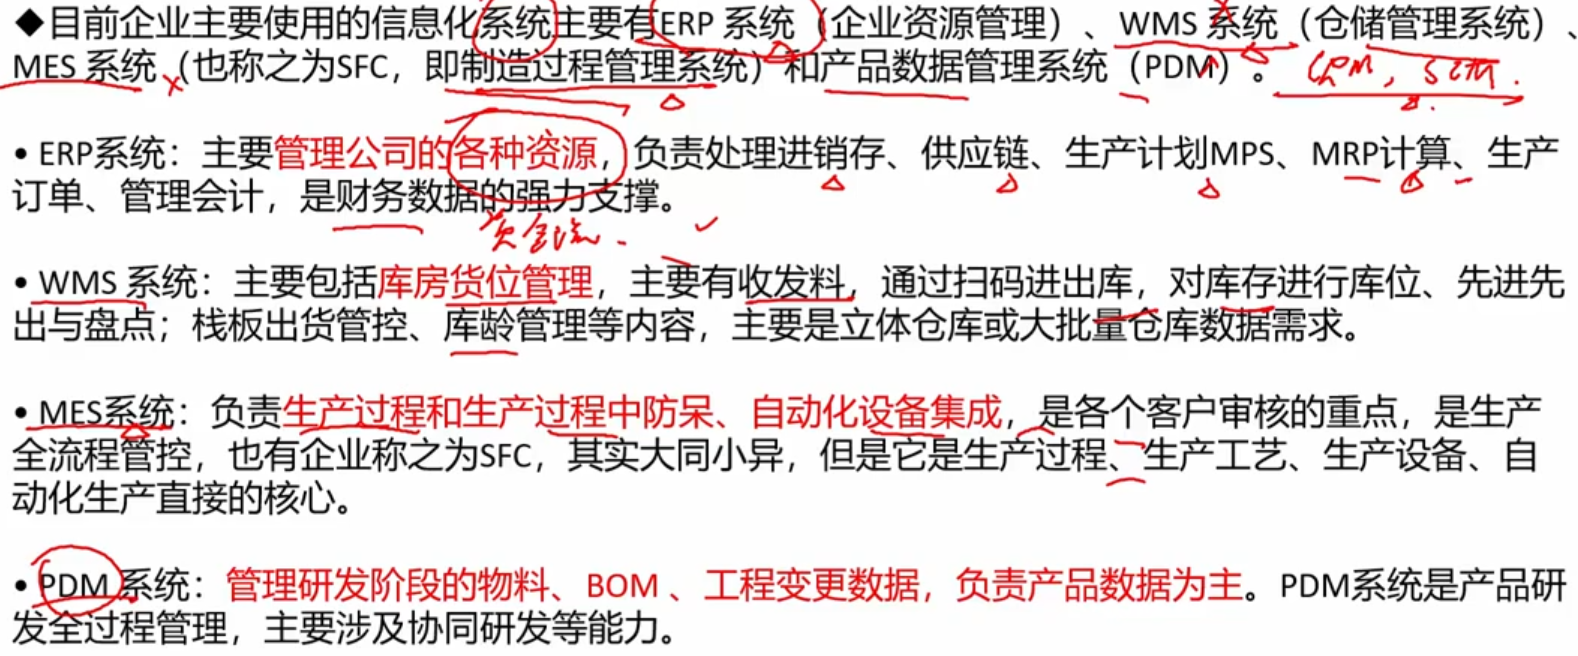 ◆目前企业主要使用的信息化系统主要有ERP 系统（企业资源管理）、WMS 系统（仓储管理系统）、
MES 系统（也称之为SFC，即制造过程管理系统）和产品数据管理系统（PDM）。CRM，SCM.
• ERP系统：主要管理公司的各种资源，负责处理进销存、供应链、生产计划MPS、MRP计算、生产
订单、管理会计，是财务数据的强力支撑。
资金流.
• WMS 系统：主要包括库房货位管理，主要有收发料，通过扫码进出库，对库存进行库位、先进先
出与盘点；栈板出货管控、库龄管理等内容，主要是立体仓库或大批量仓库数据需求。
• MES系统：负责生产过程和生产过程中防呆、自动化设备集成，是各个客户审核的重点，是生产
全流程管控，也有企业称之为SFC，其实大同小异，但是它是生产过程、生产工艺、生产设备、自
动化生产直接的核心。
• PDM 系统：管理研发阶段的物料、BOM 、工程变更数据，负责产品数据为主。PDM系统是产品研
发全过程管理，主要涉及协同研发等能力。